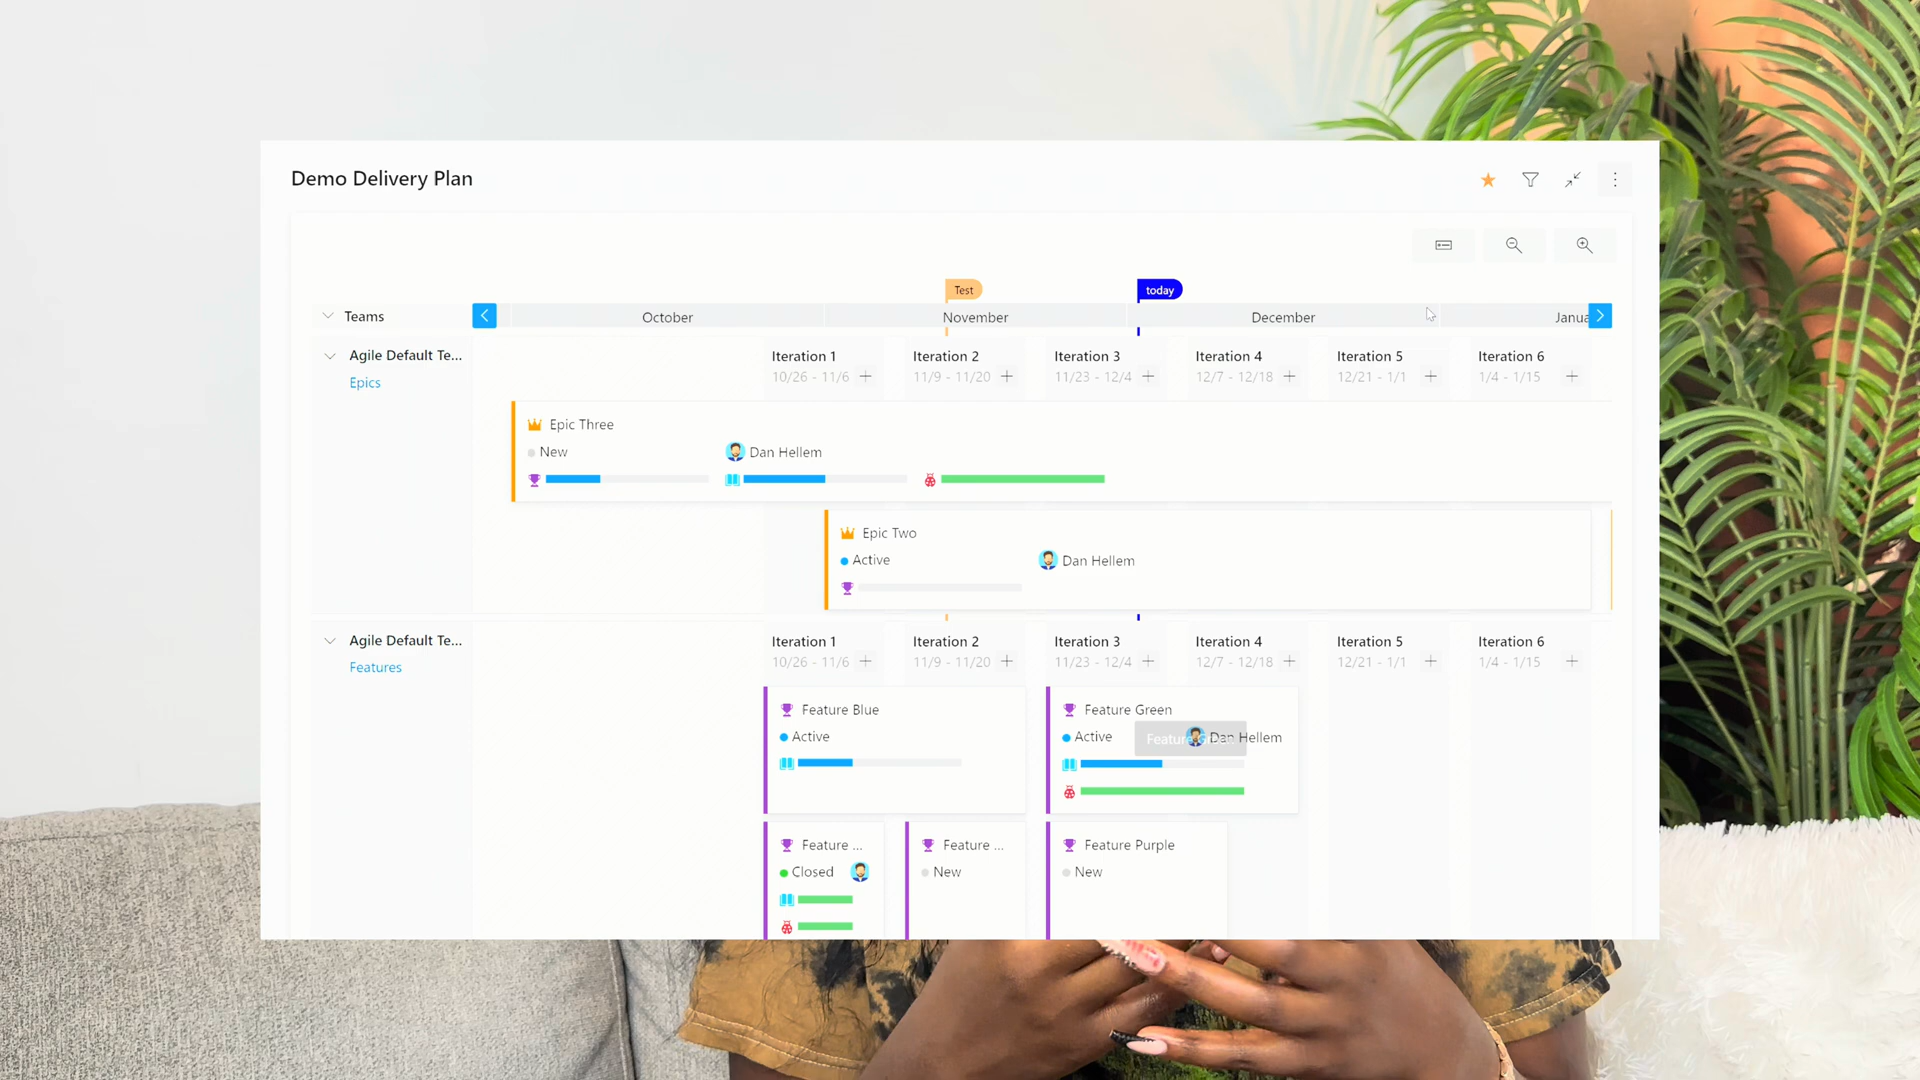 Demo Delivery Plan
Test
today
Teams
October
November
December
Janua
Agile Default Te...
Epics
Iteration 1
10/26 - 11/6
Iteration 2
11/9 - 11/20
Iteration 3
11/23 - 12/4
Iteration 4
12/7 - 12/18
Iteration 5
12/21 - 1/1
Iteration 6
1/4 - 1/15
Epic Three
New
Dan Hellem
Epic Two
Active
Dan Hellem
Agile Default Te...
Features
Iteration 1
10/26 - 11/6
Iteration 2
11/9 - 11/20
Iteration 3
11/23 - 12/4
Iteration 4
12/7 - 12/18
Iteration 5
12/21 - 1/1
Iteration 6
1/4 - 1/15
Feature Blue
Active
Feature Green
Active
Dan Hellem
Feature ...
Closed
Feature ...
New
Feature Purple
New